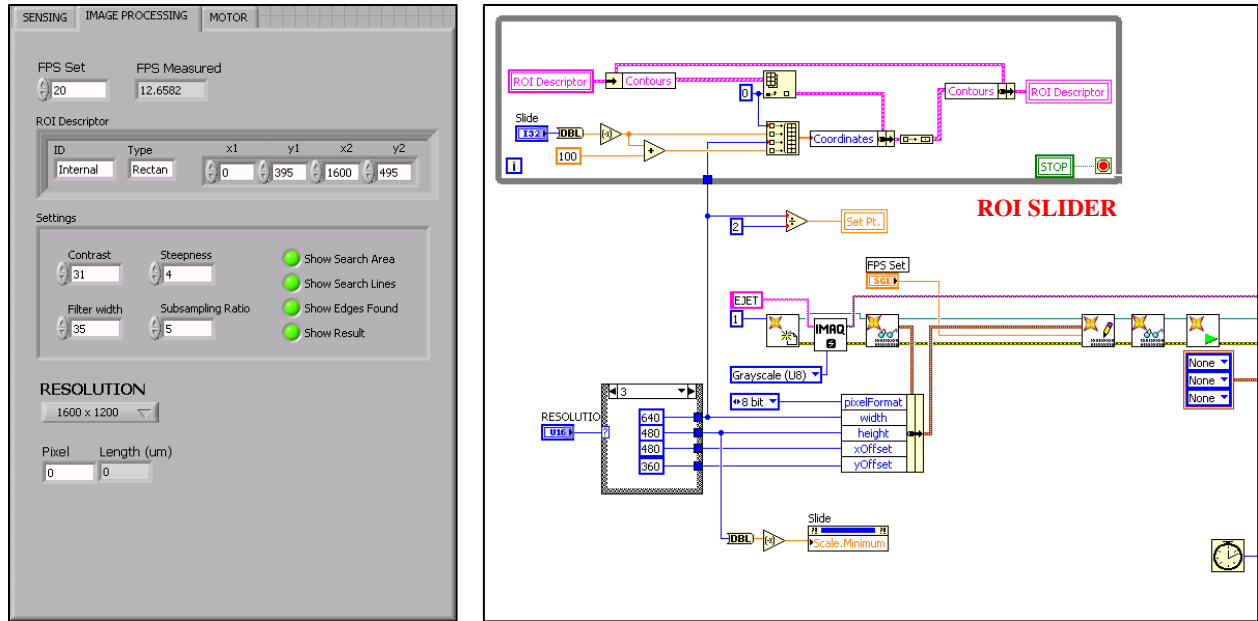 SENSING IMAGE PROCESSING MOTOR
FPS Set FPS Measured
20 12.6582
ROI Descriptor
ID Type x1 y1 x2 y2
Internal Rectan 0 395 1600 495
Settings
Contrast Steepness
31 4
Filter width Subsampling Ratio
35 5
Show Search Area
Show Search Lines
Show Edges Found
Show Result
RESOLUTION
1600 x 1200
Pixel Length (um)
0 0
ROI Descriptor Contours Contours ROI Descriptor
0
Slide
I32 DBL
Coordinates
100
i
STOP
ROI SLIDER
2 Set Pt.
FPS Set
SGL
EJET
1
IMAQ
Grayscale (U8)
None
None
None
3
8 bit pixelFormat
RESOLUTIO
U16
640 width
480 height
480 xOffset
360 yOffset
Slide
DBL
Scale.Minimum